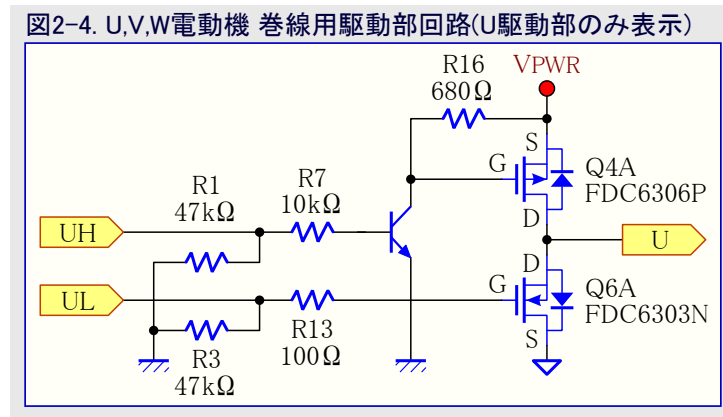 図2-4. U,V,W電動機 巻線用駆動部回路(U駆動部のみ表示)
R16
680Ω
VPWR
S
G
Q4A
FDC6306P
D
R1
47kΩ
R7
10kΩ
UH
U
D
G
Q6A
FDC6303N
S
UL
R13
100Ω
R3
47kΩ